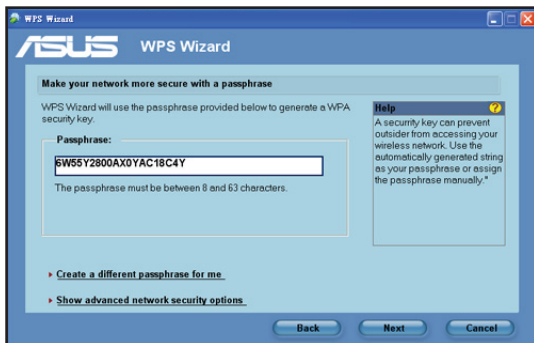 WPS Wizard
ASUS WPS Wizard
Make your network more secure with a passphrase
WPS Wizard will use the passphrase provided below to generate a WPA
security key.
Passphrase:
6W55Y2800AX0YAC18C4Y
The passphrase must be between 8 and 63 characters.
Help
A security key can prevent
outsider from accessing your
wireless network. Use the
automatically generated string
as your passphrase or assign
the passphrase manually."
Create a different passphrase for me
Show advanced network security options
Back Next Cancel